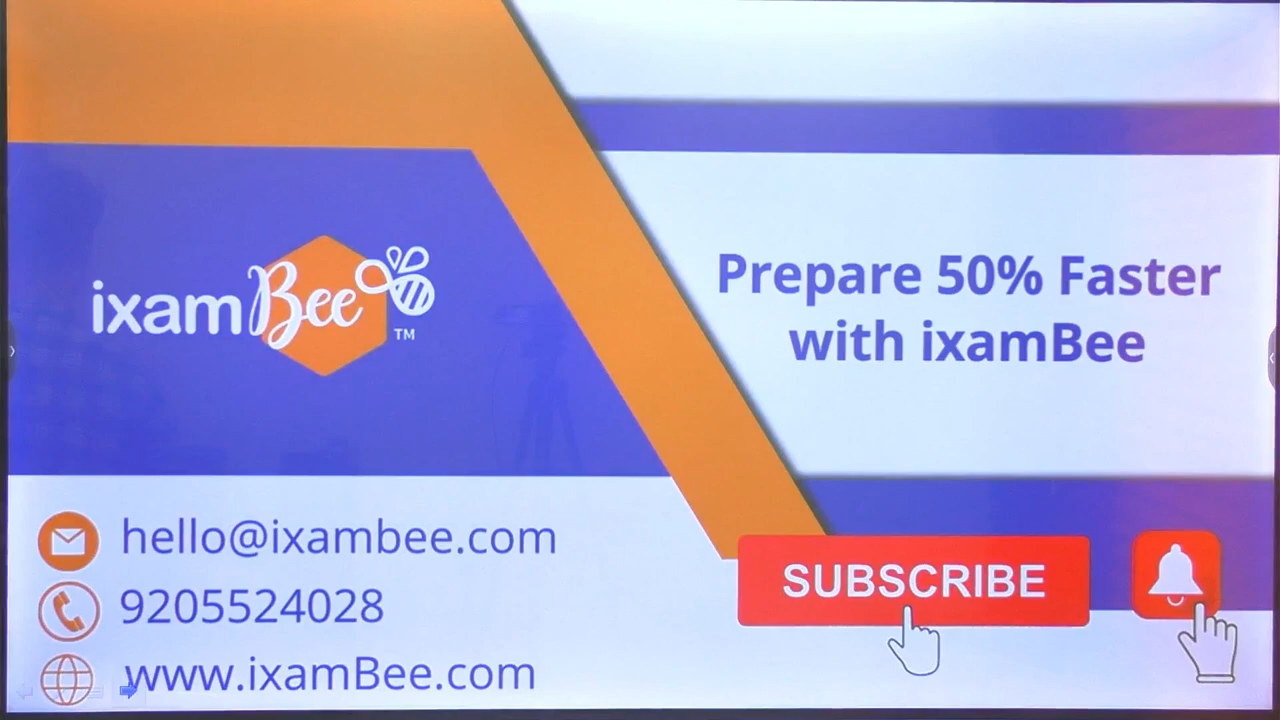 ixamBee
TM
Prepare 50% Faster
with ixamBee
hello@ixambee.com
9205524028
www.ixamBee.com
SUBSCRIBE